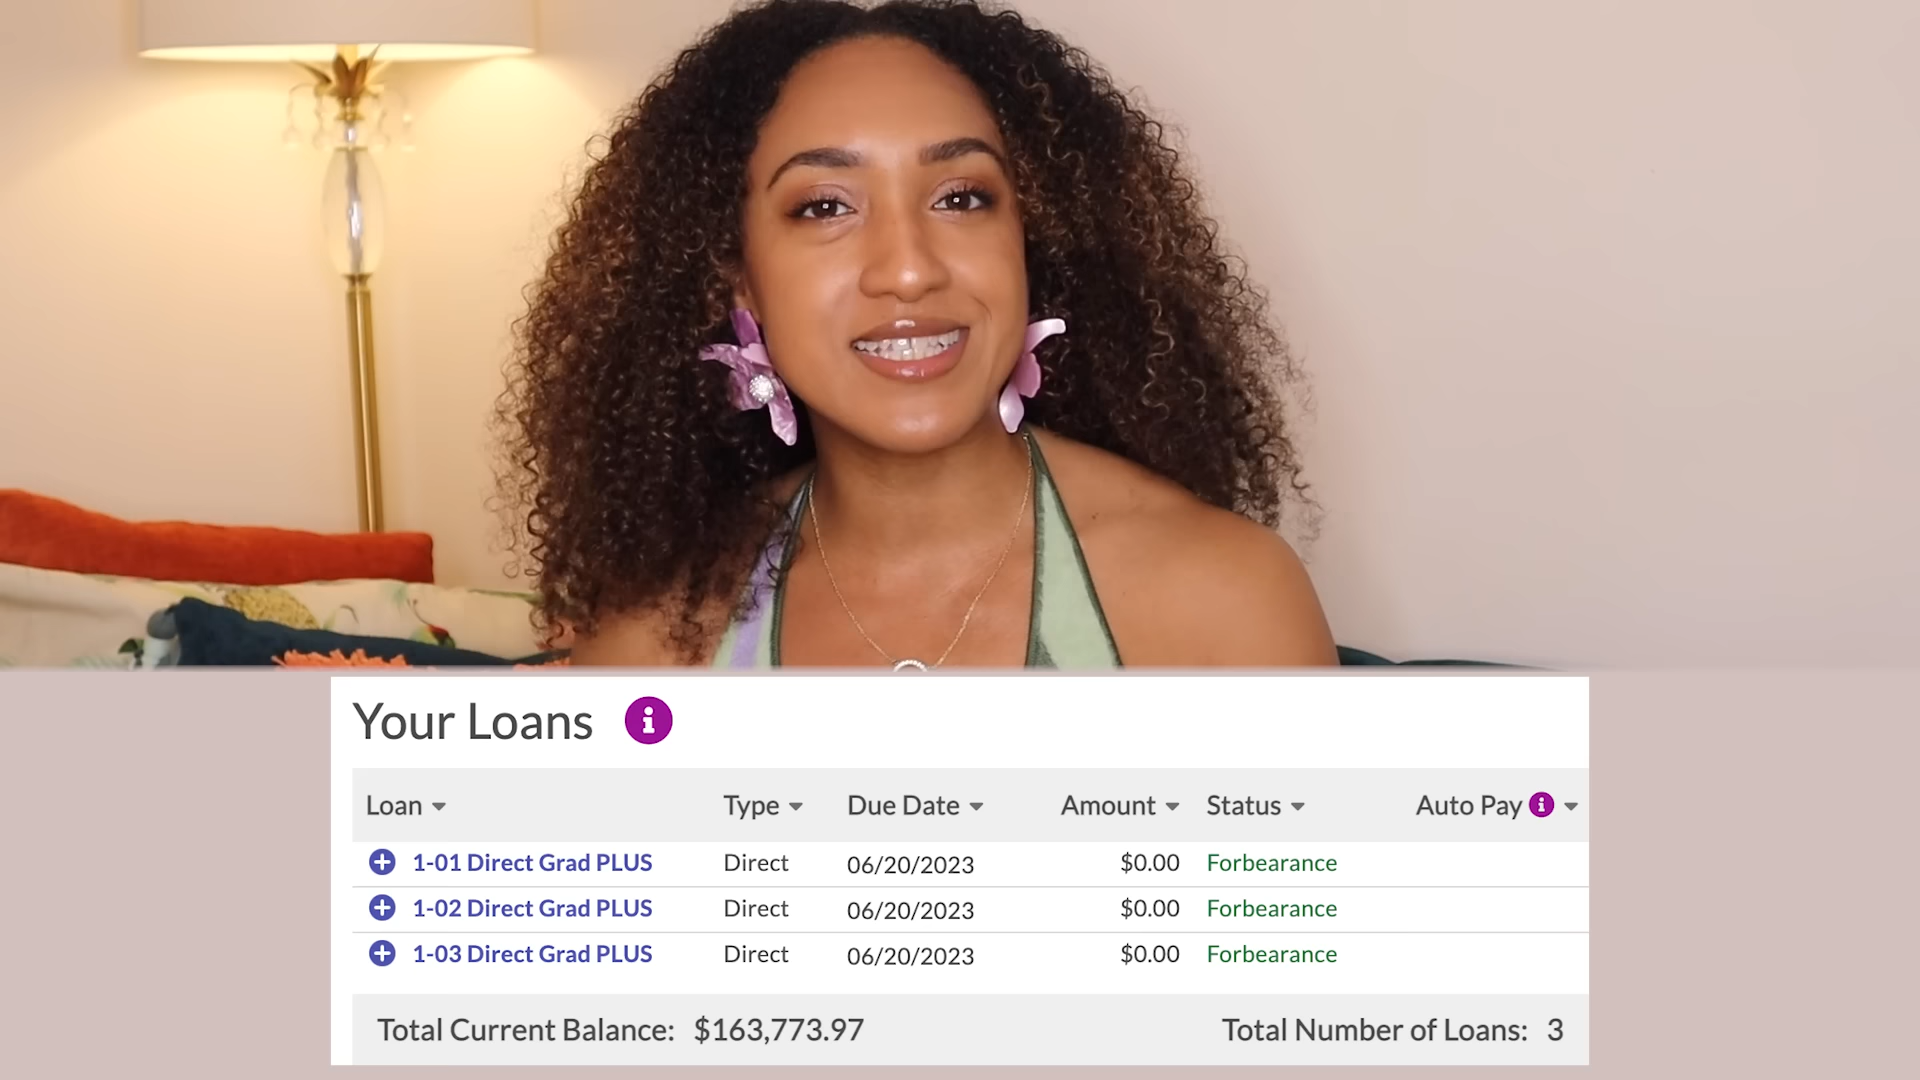 Your Loans
Loan Type Due Date Amount Status Auto Pay
1-01 Direct Grad PLUS Direct 06/20/2023 $0.00 Forbearance
1-02 Direct Grad PLUS Direct 06/20/2023 $0.00 Forbearance
1-03 Direct Grad PLUS Direct 06/20/2023 $0.00 Forbearance
Total Current Balance: $163,773.97 Total Number of Loans: 3